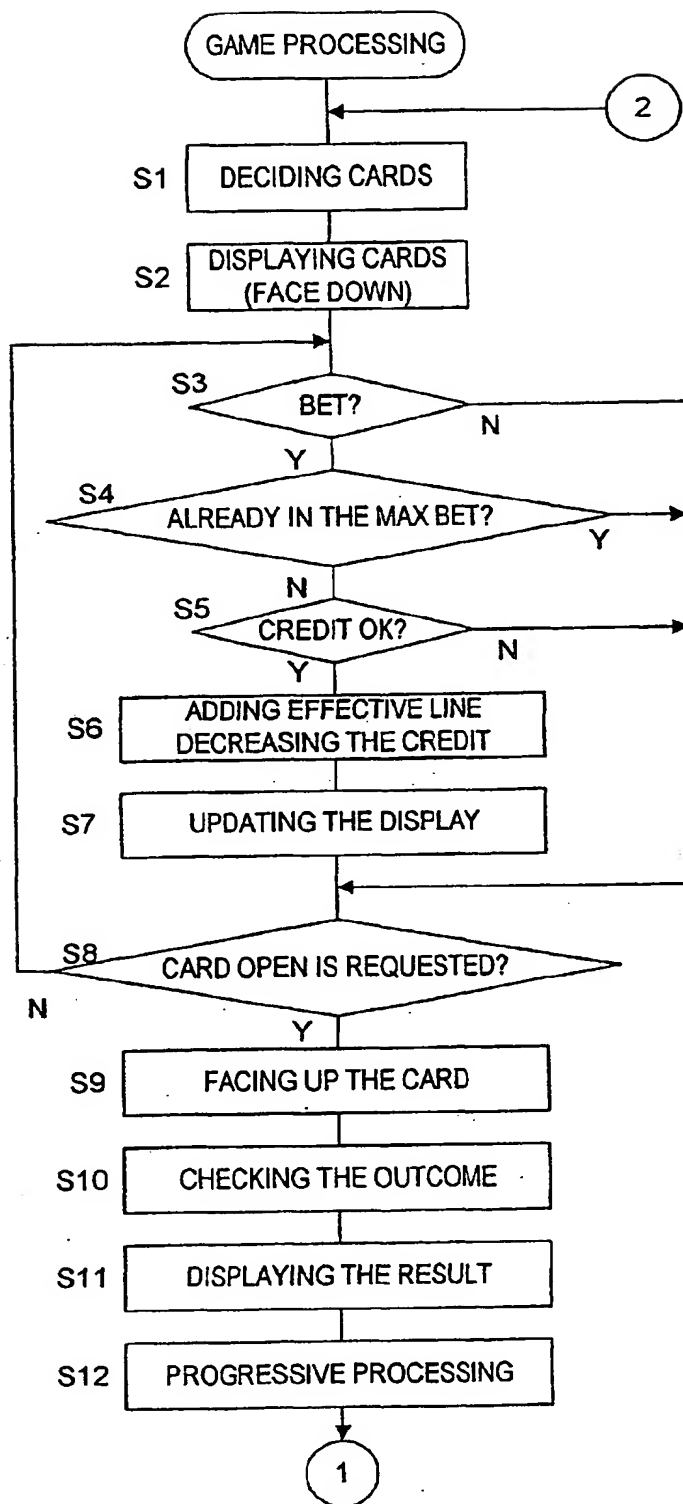 GAME PROCESSING
2
S1
DECIDING CARDS
S2
DISPLAYING CARDS
(FACE DOWN)
S3
BET?
N
Y
S4
ALREADY IN THE MAX BET?
Y
N
S5
CREDIT OK?
N
Y
S6
ADDING EFFECTIVE LINE
DECREASING THE CREDIT
S7
UPDATING THE DISPLAY
S8
CARD OPEN IS REQUESTED?
N
Y
S9
FACING UP THE CARD
S10
CHECKING THE OUTCOME
S11
DISPLAYING THE RESULT
S12
PROGRESSIVE PROCESSING
1